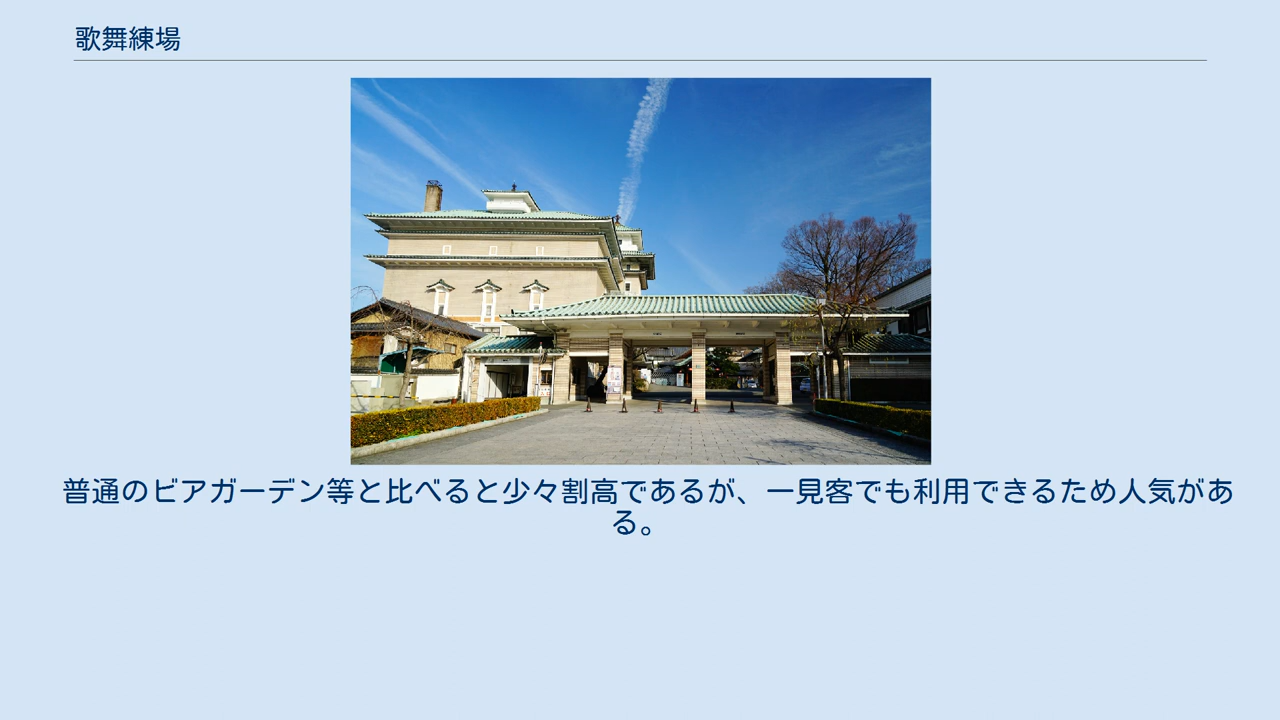 歌舞練場
普通のビアガーデン等と比べると少々割高であるが、一見客でも利用できるため人気があ
る。